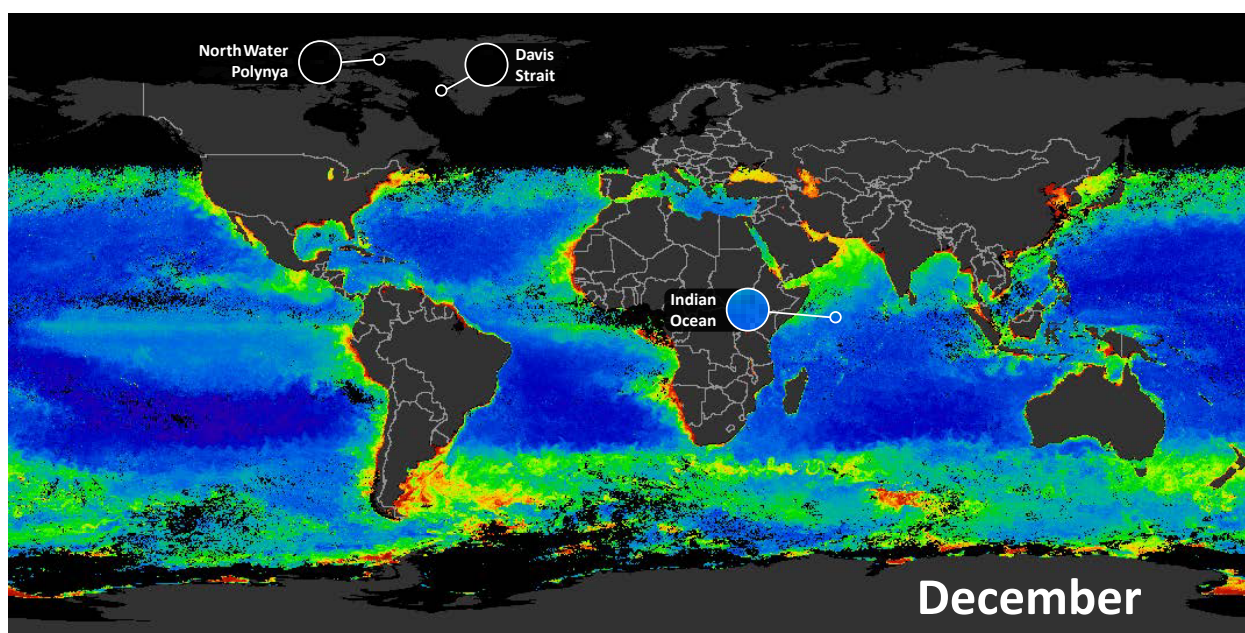 North Water
Polynya
Davis
Strait
Indian
Ocean
December